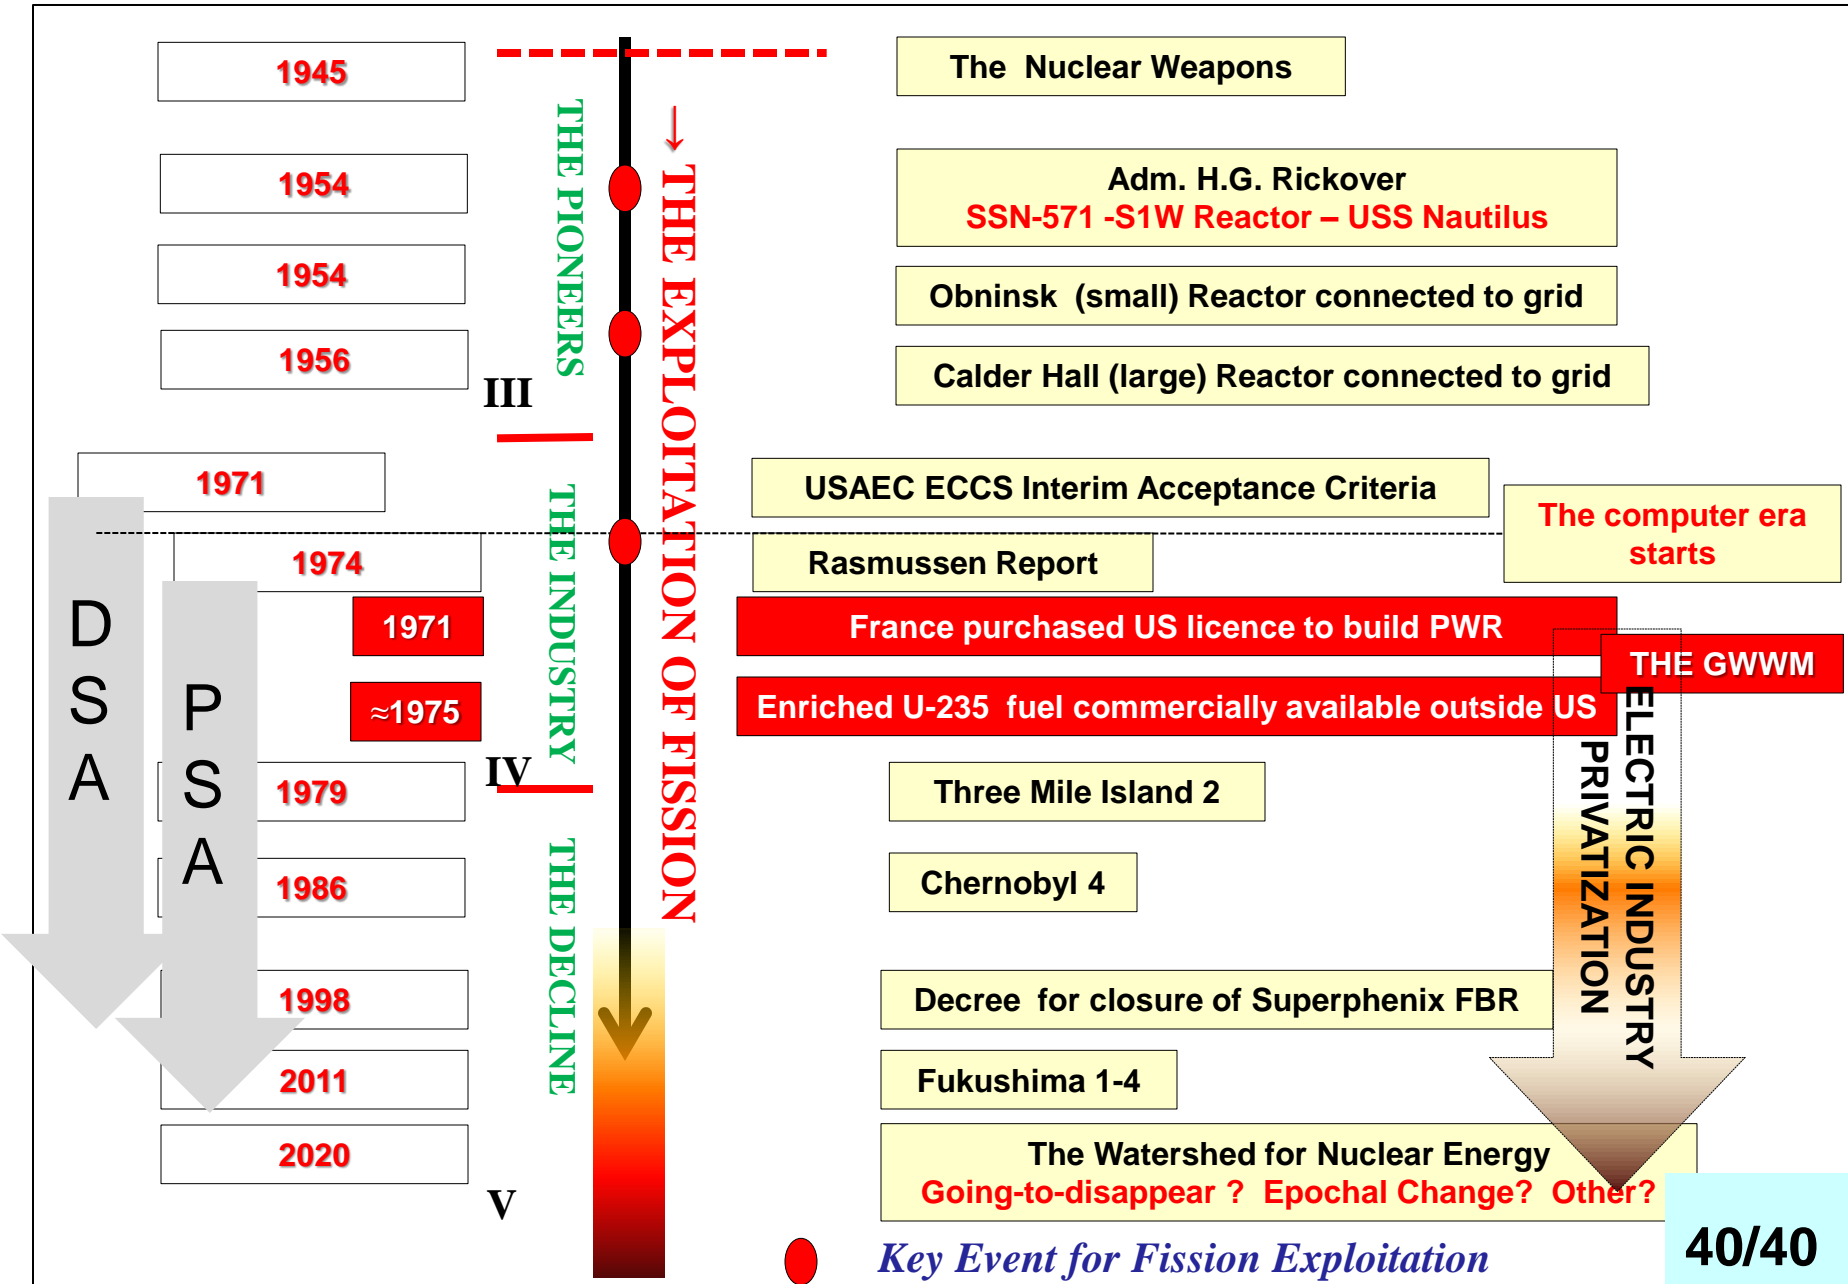 1945
The Nuclear Weapons
THE PIONEERS
← THE EXPLOITATION OF FISSION
1954
Adm. H.G. Rickover
SSN-571 -S1W Reactor – USS Nautilus
1954
Obninsk (small) Reactor connected to grid
1956
Calder Hall (large) Reactor connected to grid
III
1971
USAEC ECCS Interim Acceptance Criteria
The computer era
starts
THE INDUSTRY
1974
Rasmussen Report
DSA
PSA
1971
France purchased US licence to build PWR
THE GWWM
≈1975
Enriched U-235 fuel commercially available outside US
ELECTRIC INDUSTRY
PRIVATIZATION
IV
1979
Three Mile Island 2
THE DECLINE
1986
Chernobyl 4
1998
Decree for closure of Superphenix FBR
2011
Fukushima 1-4
2020
The Watershed for Nuclear Energy
Going-to-disappear ? Epochal Change? Other?
V
Key Event for Fission Exploitation
40/40